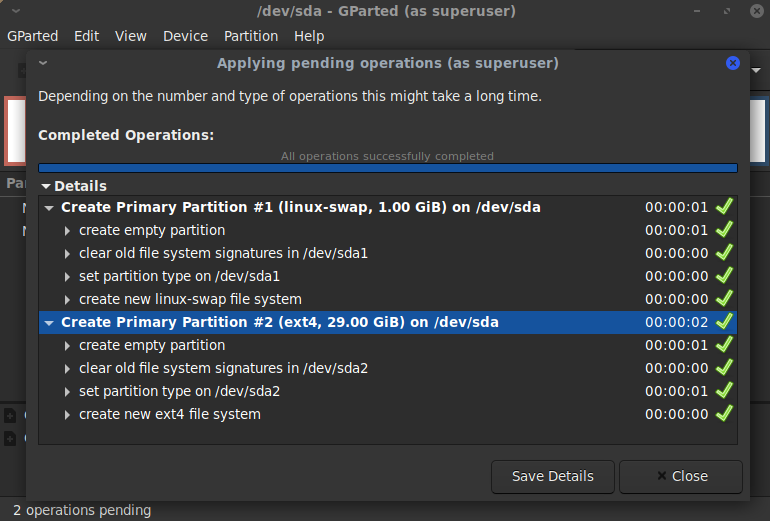 /dev/sda - GParted (as superuser)
GParted Edit View Device Partition Help
Applying pending operations (as superuser)
Depending on the number and type of operations this might take a long time.
Completed Operations:
All operations successfully completed
Details
Create Primary Partition #1 (linux-swap, 1.00 GiB) on /dev/sda 00:00:01
create empty partition 00:00:01
clear old file system signatures in /dev/sda1 00:00:00
set partition type on /dev/sda1 00:00:00
create new linux-swap file system 00:00:00
Create Primary Partition #2 (ext4, 29.00 GiB) on /dev/sda 00:00:02
create empty partition 00:00:01
clear old file system signatures in /dev/sda2 00:00:00
set partition type on /dev/sda2 00:00:01
create new ext4 file system 00:00:00
Save Details Close
2 operations pending